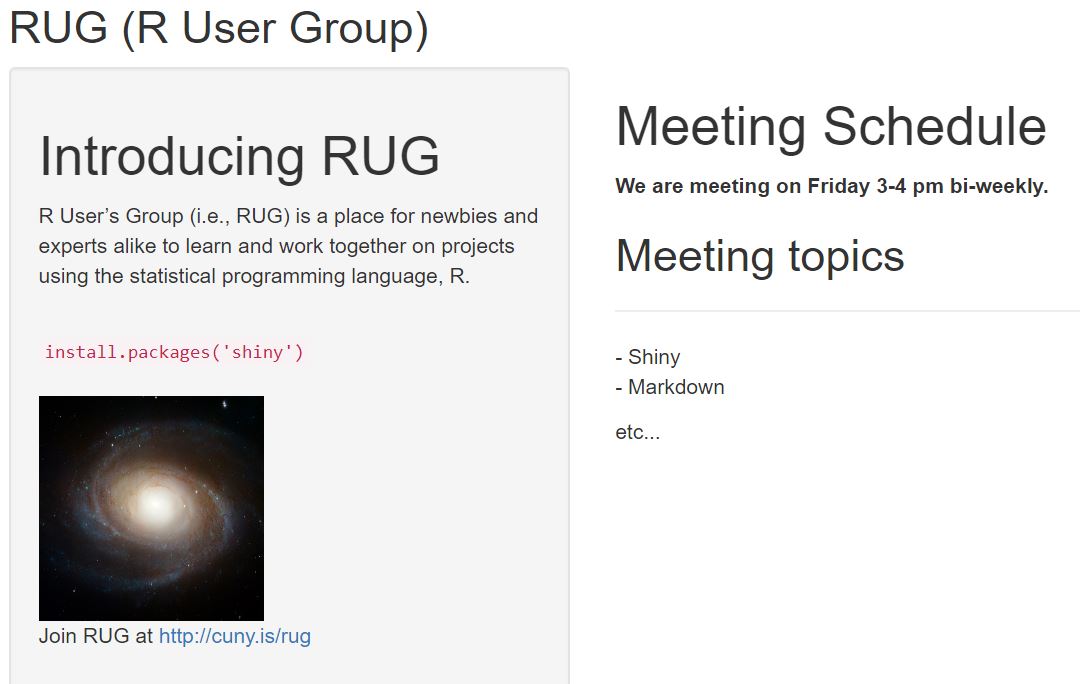 RUG (R User Group)
Introducing RUG
R User’s Group (i.e., RUG) is a place for newbies and
experts alike to learn and work together on projects
using the statistical programming language, R.
install.packages('shiny')
Join RUG at http://cuny.is/rug
Meeting Schedule
We are meeting on Friday 3-4 pm bi-weekly.
Meeting topics
- Shiny
- Markdown
etc...